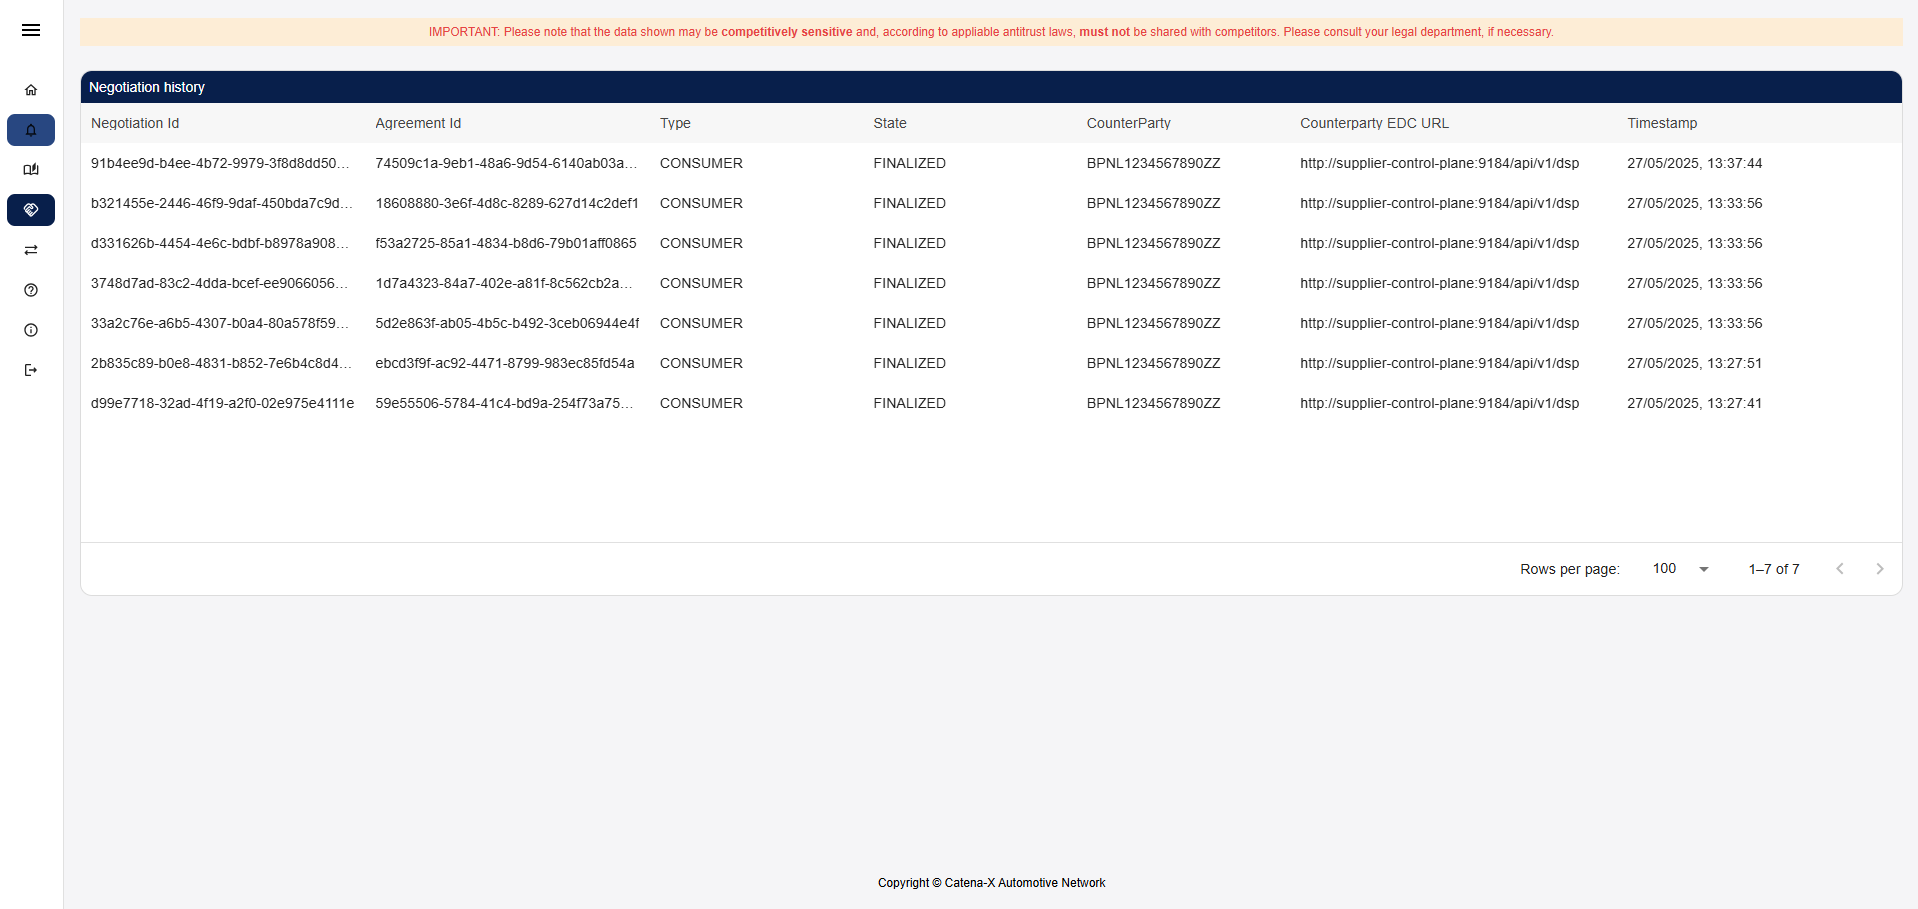 IMPORTANT: Please note that the data shown may be competitively sensitive and, according to appliable antitrust laws, must not be shared with competitors. Please consult your legal department, if necessary.
Negotiation history
Negotiation Id Agreement Id Type State CounterParty Counterparty EDC URL Timestamp
91b4ee9d-b4ee-4b72-9979-3f8d8dd50... 74509c1a-9eb1-48a6-9d54-6140ab03a... CONSUMER FINALIZED BPNL1234567890ZZ http://supplier-control-plane:9184/api/v1/dsp 27/05/2025, 13:37:44
b321455e-2446-46f9-9daf-450bda7c9d... 18608880-3e6f-4d8c-8289-627d14c2def1 CONSUMER FINALIZED BPNL1234567890ZZ http://supplier-control-plane:9184/api/v1/dsp 27/05/2025, 13:33:56
d331626b-4454-4e6c-bdbf-b8978a908... f53a2725-85a1-4834-b8d6-79b01aff0865 CONSUMER FINALIZED BPNL1234567890ZZ http://supplier-control-plane:9184/api/v1/dsp 27/05/2025, 13:33:56
3748d7ad-83c2-4dda-bcef-ee9066056... 1d7a4323-84a7-402e-a81f-8c562cb2a... CONSUMER FINALIZED BPNL1234567890ZZ http://supplier-control-plane:9184/api/v1/dsp 27/05/2025, 13:33:56
33a2c76e-a6b5-4307-b0a4-80a578f59... 5d2e863f-ab05-4b5c-b492-3ceb06944e4f CONSUMER FINALIZED BPNL1234567890ZZ http://supplier-control-plane:9184/api/v1/dsp 27/05/2025, 13:33:56
2b835c89-b0e8-4831-b852-7e6b4c8d4... ebcd3f9f-ac92-4471-8799-983ec85fd54a CONSUMER FINALIZED BPNL1234567890ZZ http://supplier-control-plane:9184/api/v1/dsp 27/05/2025, 13:27:51
d99e7718-32ad-4f19-a2f0-02e975e4111e 59e55506-5784-41c4-bd9a-254f73a75... CONSUMER FINALIZED BPNL1234567890ZZ http://supplier-control-plane:9184/api/v1/dsp 27/05/2025, 13:27:41
Rows per page: 100 1–7 of 7
Copyright © Catena-X Automotive Network